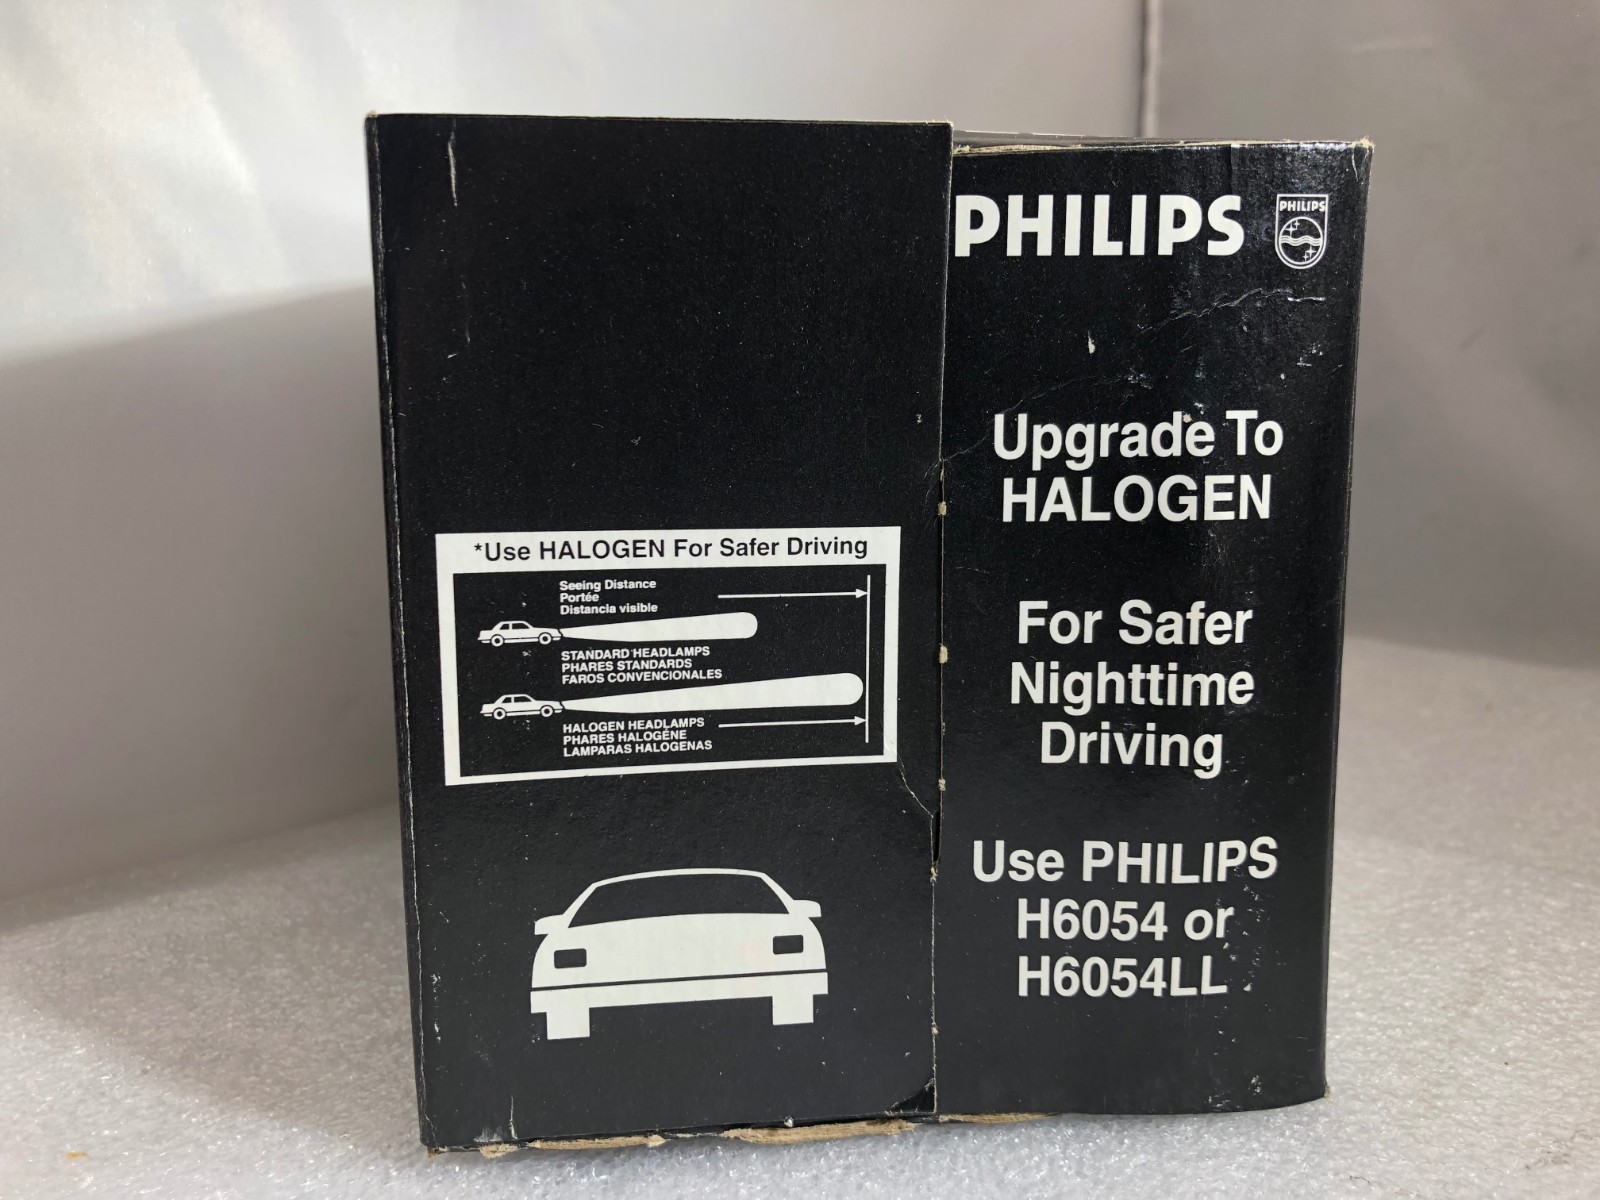 *Use HALOGEN For Safer Driving
Seeing Distance
Portée
Distancia visible
STANDARD HEADLAMPS
PHARES STANDARDS
FAROS CONVENCIONALES
HALOGEN HEADLAMPS
PHARES HALOGÉNE
LAMPARAS HALOGENAS
PHILIPS
PHILIPS
Upgrade To
HALOGEN
For Safer
Nighttime
Driving
Use PHILIPS
H6054 or
H6054LL